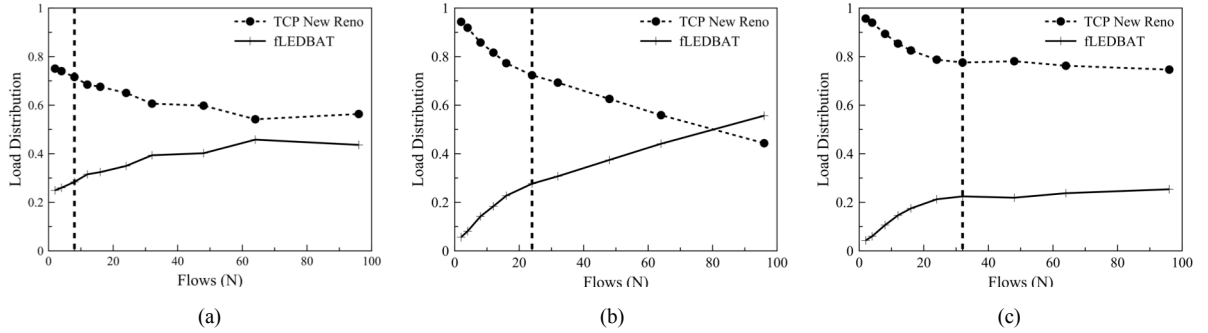 TCP New Reno
fLEDBAT
Load Distribution
1
0.8
0.6
0.4
0.2
0
0 20 40 60 80 100
Flows (N)
(a)
TCP New Reno
fLEDBAT
Load Distribution
1
0.8
0.6
0.4
0.2
0
0 20 40 60 80 100
Flows (N)
(b)
TCP New Reno
fLEDBAT
Load Distribution
1
0.8
0.6
0.4
0.2
0
0 20 40 60 80 100
Flows (N)
(c)